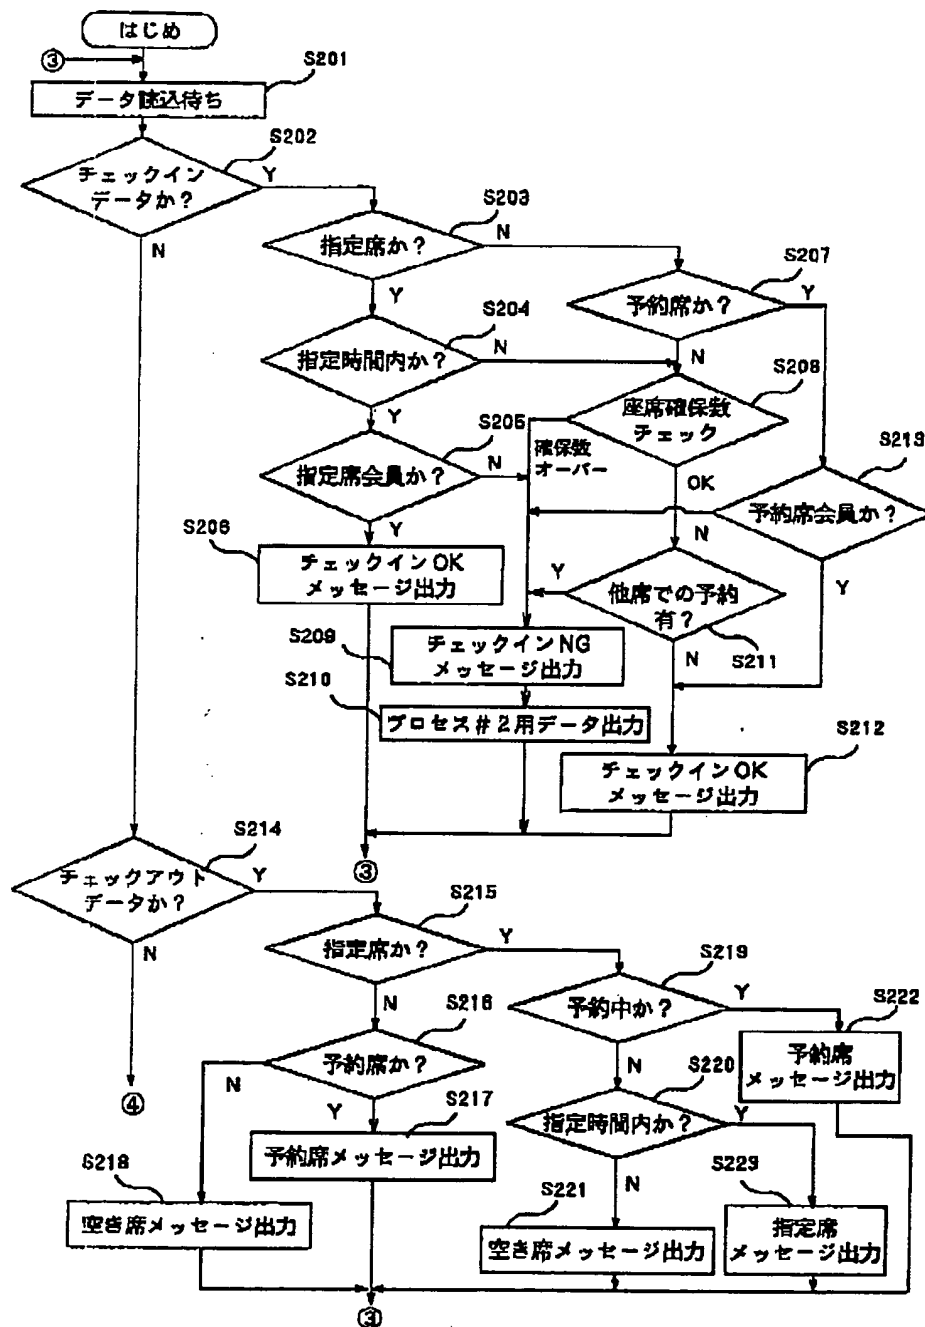 はじめ
③
S201
データ読込待ち
S202
チェックイン
データか？
Y
N
S203
指定席か？
N
Y
S207
予約席か？
Y
N
S204
指定時間内か？
N
Y
S208
座席確保数
チェック
確保数
オーバー
OK
S205
指定席会員か？
N
Y
S213
予約席会員か？
N
Y
S206
チェックインOK
メッセージ出力
他席での予約
有？
Y
N
S211
S209
チェックインNG
メッセージ出力
S210
プロセス＃２用データ出力
S212
チェックインOK
メッセージ出力
③
S214
チェックアウト
データか？
Y
N
④
S215
指定席か？
Y
N
S219
予約中か？
Y
N
S222
予約席
メッセージ出力
S216
予約席か？
N
Y
S220
指定時間内か？
Y
N
S217
予約席メッセージ出力
S218
空き席メッセージ出力
S221
空き席メッセージ出力
S223
指定席
メッセージ出力
③